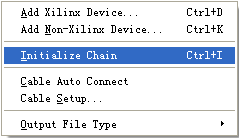 Add Xilinx Device... Ctrl+D
Add Non-Xilinx Device... Ctrl+K
Initialize Chain Ctrl+I
Cable Auto Connect
Cable Setup...
Output File Type